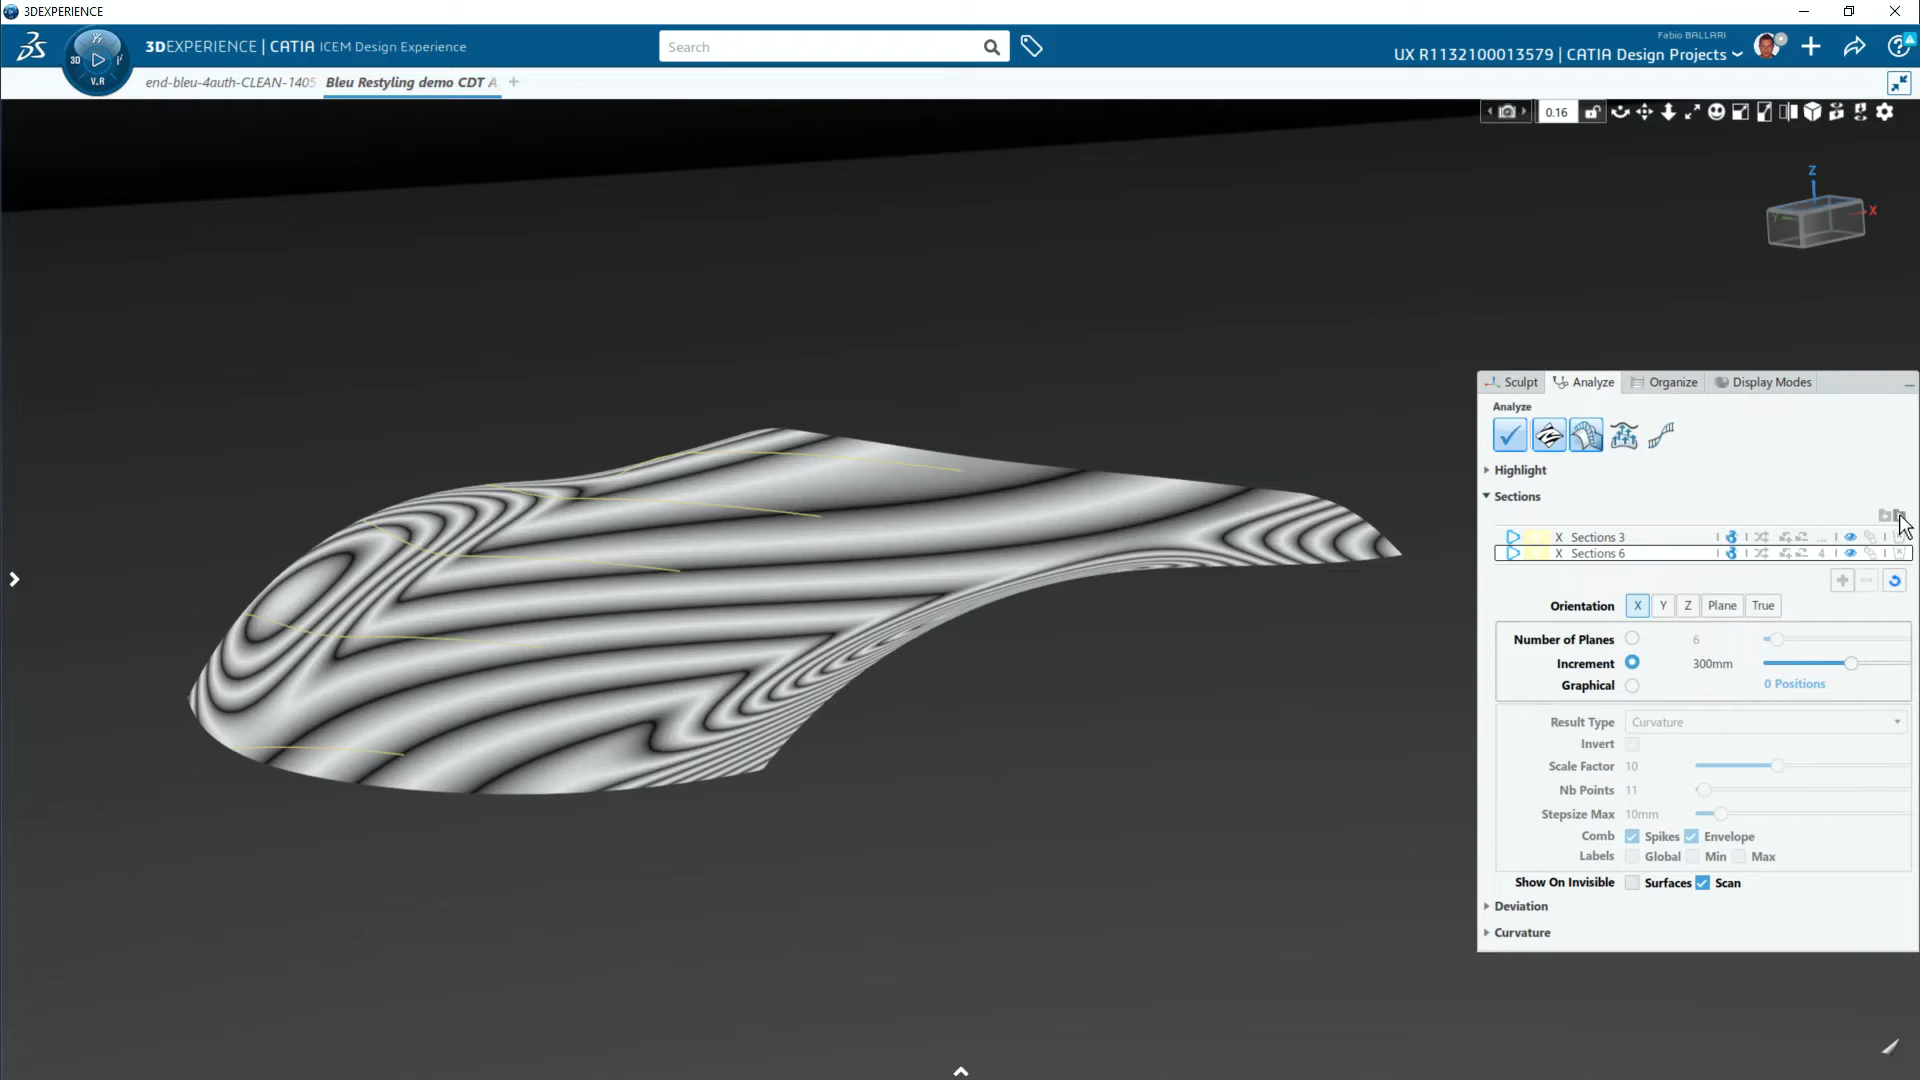 3DEXPERIENCE
3DEXPERIENCE | CATIA ICEM Design Experience
Search
Fabio BALLARI
UX R1132100013579 | CATIA Design Projects
3D
V.R
end-bleu-4auth-CLEAN-1405
Bleu Restyling demo CDT A
+
0.16
Z
Y
X
Sculpt
Analyze
Organize
Display Modes
Analyze
Highlight
Sections
X Sections 3 ...
X Sections 6 4
Orientation X Y Z Plane True
Number of Planes 6
Increment 300mm
Graphical 0 Positions
Result Type Curvature
Invert
Scale Factor 10
Nb Points 11
Stepsize Max 10mm
Comb Spikes Envelope
Labels Global Min Max
Show On Invisible Surfaces Scan
Deviation
Curvature